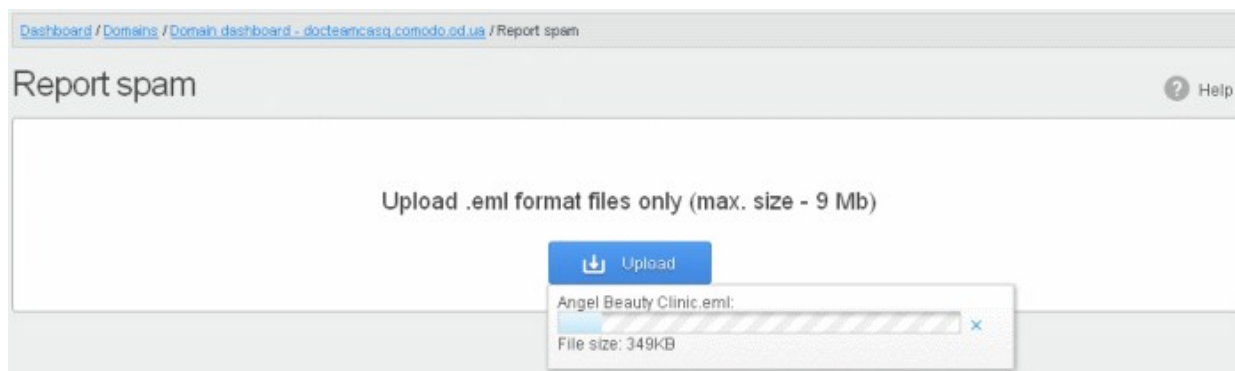 Dashboard / Domains / Domain dashboard - docteamcasg.comodo.od.ua / Report spam
Report spam
Help
Upload .eml format files only (max. size - 9 Mb)
Upload
Angel Beauty Clinic.eml:
File size: 349KB